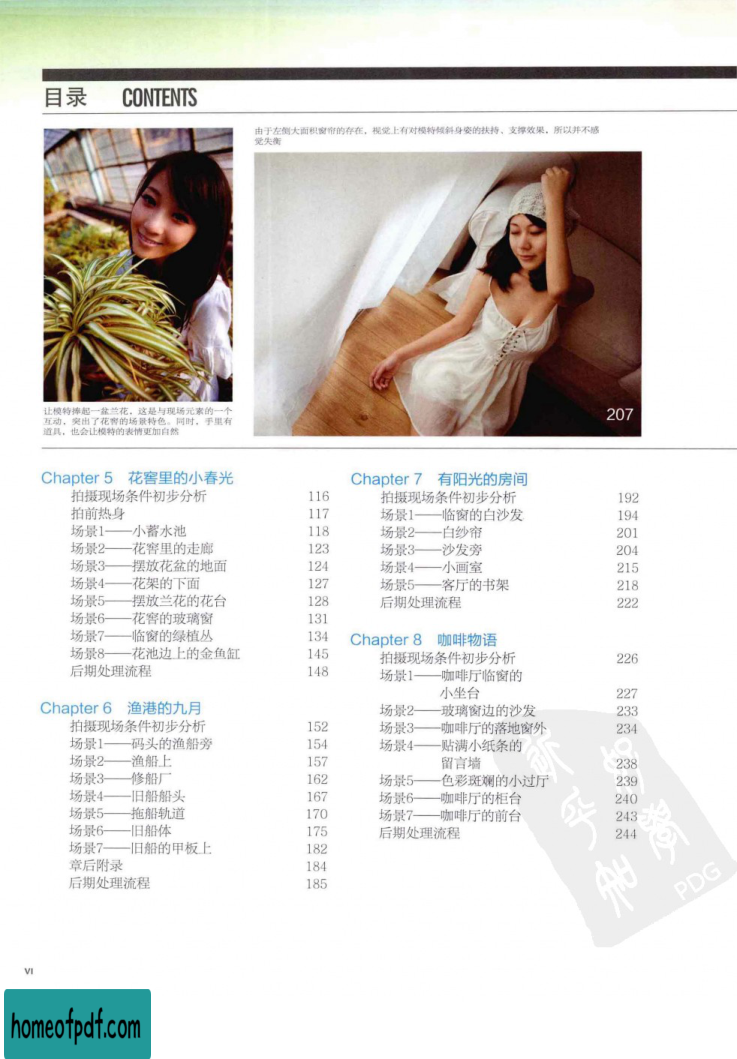 目录 CONTENTS
由于左侧大面积窗帘的存在，视觉上有对模特倾斜身姿的扶持、支撑效果，所以并不感
觉失衡
207
让模特捧起一盆兰花，这是与现场元素的一个
互动，突出了花窖的场景特色。同时，手里有
道具，也会让模特的表情更加自然
Chapter 5 花窖里的小春光
拍摄现场条件初步分析 116
拍前热身 117
场景1——小蓄水池 118
场景2——花窖里的走廊 123
场景3——摆放花盆的地面 124
场景4——花架的下面 127
场景5——摆放兰花的花台 128
场景6——花窖的玻璃窗 131
场景7——临窗的绿植丛 134
场景8——花池边上的金鱼缸 145
后期处理流程 148
Chapter 6 渔港的九月
拍摄现场条件初步分析 152
场景1——码头的渔船旁 154
场景2——渔船上 157
场景3——修船厂 162
场景4——旧船船头 167
场景5——拖船轨道 170
场景6——旧船体 175
场景7——旧船的甲板上 182
章后附录 184
后期处理流程 185
Chapter 7 有阳光的房间
拍摄现场条件初步分析 192
场景1——临窗的白沙发 194
场景2——白纱帘 201
场景3——沙发旁 204
场景4——小画室 215
场景5——客厅的书架 218
后期处理流程 222
Chapter 8 咖啡物语
拍摄现场条件初步分析 226
场景1——咖啡厅临窗的
小坐台 227
场景2——玻璃窗边的沙发 233
场景3——咖啡厅的落地窗外 234
场景4——贴满小纸条的
留言墙 238
场景5——色彩斑斓的小过厅 239
场景6——咖啡厅的柜台 240
场景7——咖啡厅的前台 243
后期处理流程 244
PDG
VI
homeofpdf.com